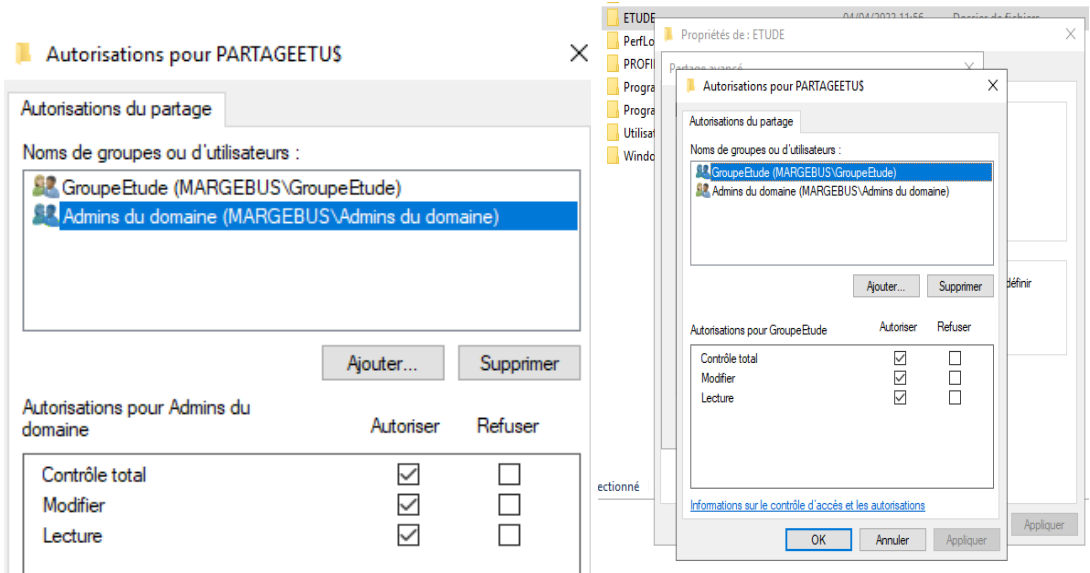 Autorisations pour PARTAGEETU$
Autorisations du partage
Noms de groupes ou d'utilisateurs :
GroupeEtude (MARGEBUS\GroupeEtude)
Admins du domaine (MARGEBUS\Admins du domaine)
Ajouter...
Supprimer
Autorisations pour Admins du
domaine
Autoriser
Refuser
Contrôle total
Modifier
Lecture
ETUDE
04/04/2022 11:56
Dossier de fichiers
PerfLo
PROFI
Progra
Progra
Utilisat
Windo
Propriétés de : ETUDE
Partage avancé
Autorisations pour PARTAGEETU$
Autorisations du partage
Noms de groupes ou d'utilisateurs :
GroupeEtude (MARGEBUS\GroupeEtude)
Admins du domaine (MARGEBUS\Admins du domaine)
Ajouter...
Supprimer
définir
Autorisations pour GroupeEtude
Autoriser
Refuser
Contrôle total
Modifier
Lecture
ectionné
Informations sur le contrôle d'accès et les autorisations
OK
Annuler
Appliquer
Appliquer